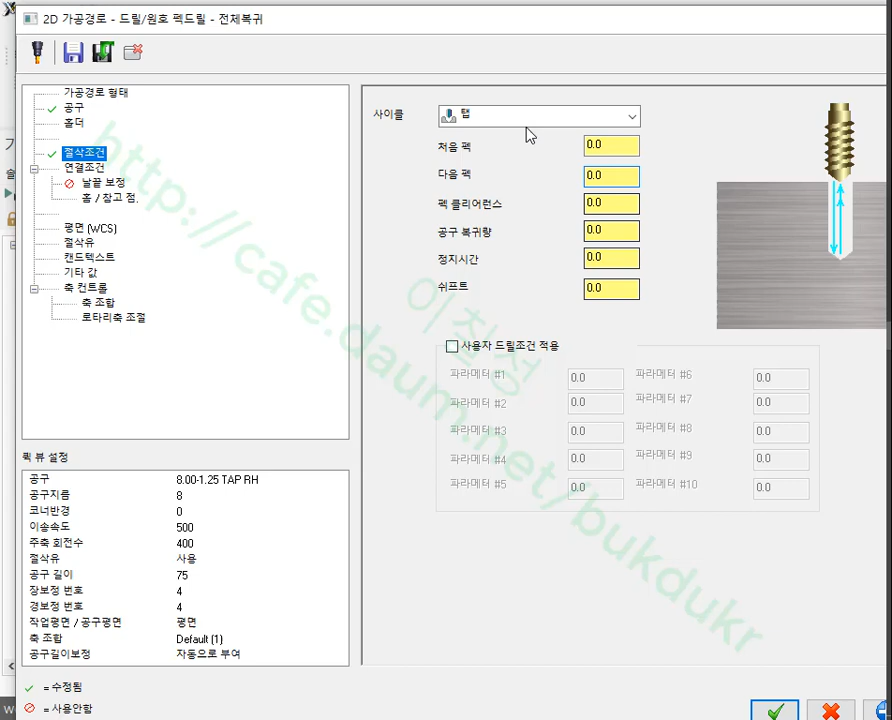 2D 가공경로 - 드릴/원호 펙드릴 - 전체복귀
가공경로 형태
공구
홀더
절삭조건
연결조건
날끝 보정
홈 / 참고 점.
평면 (WCS)
절삭유
캔드텍스트
기타 값
축 컨트롤
축 조합
로타리축 조절
사이클 탭
처음 펙 0.0
다음 펙 0.0
펙 클리어런스 0.0
공구 복귀량 0.0
정지시간 0.0
쉬프트 0.0
사용자 드릴조건 적용
파라메터 #1 0.0 파라메터 #6 0.0
파라메터 #2 0.0 파라메터 #7 0.0
파라메터 #3 0.0 파라메터 #8 0.0
파라메터 #4 0.0 파라메터 #9 0.0
파라메터 #5 0.0 파라메터 #10 0.0
퀵 뷰 설정
공구 8.00-1.25 TAP RH
공구지름 8
코너반경 0
이송속도 500
주축 회전수 400
절삭유 사용
공구 길이 75
장보정 번호 4
경보정 번호 4
작업평면 / 공구평면 평면
축 조합 Default (1)
공구길이보정 자동으로 부여
= 수정됨
= 사용안함
이칠성
http://cafe.daum.net/bukdukr